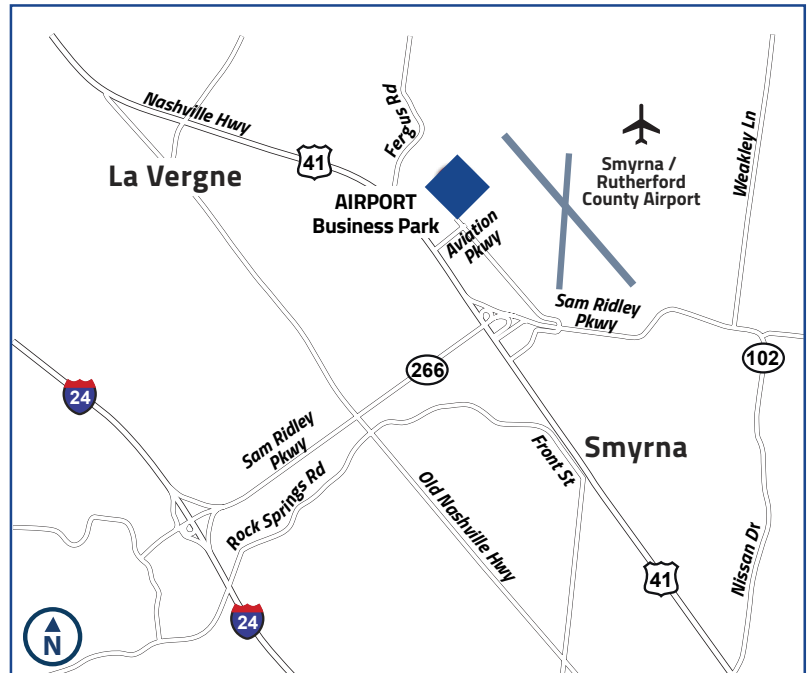 Nashville Hwy
Fergus Rd
Weakley Ln
41
La Vergne
Smyrna /
Rutherford
County Airport
AIRPORT
Business Park
Aviation
Pkwy
Sam Ridley
Pkwy
102
266
24
Sam Ridley
Pkwy
Rock Springs Rd
Front St
Smyrna
Old Nashville Hwy
41
Nissan Dr
24
N